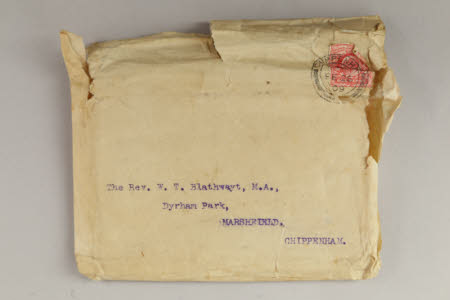 The Rev. W. T. Blathwayt, M.A.,
Dyrham Park,
MARSHFIELD,
CHIPPENHAM.